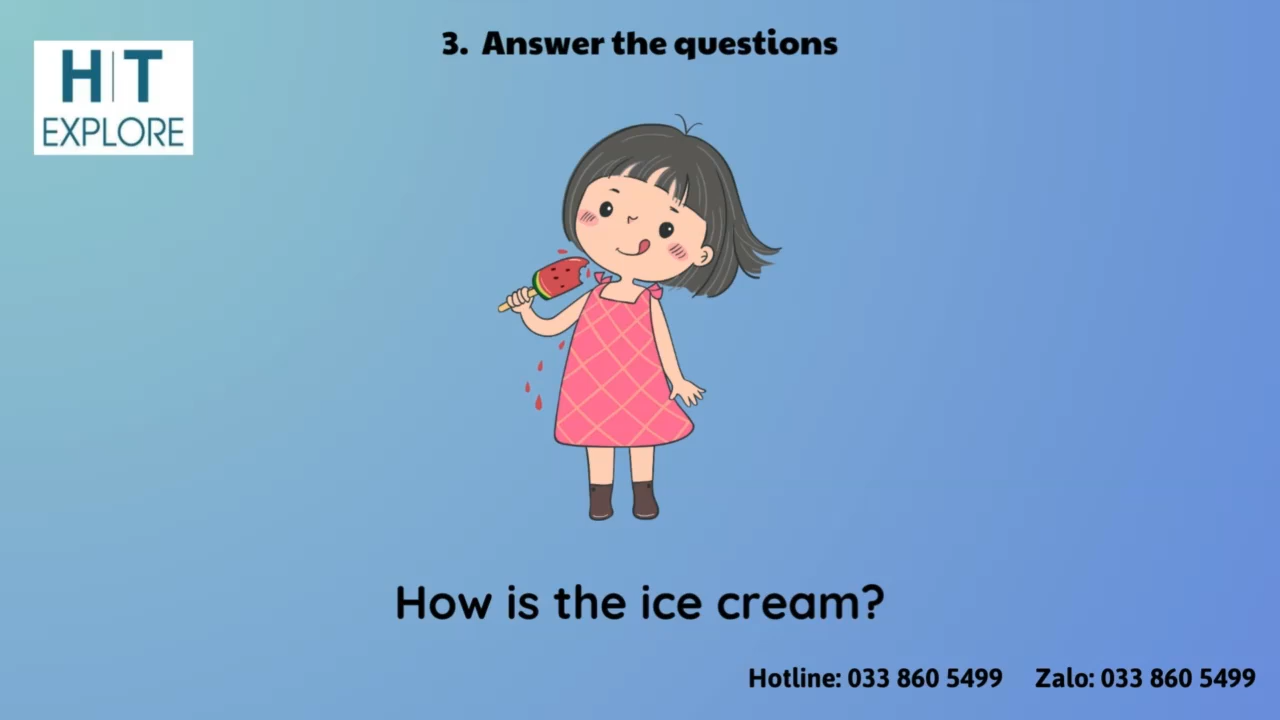 3. Answer the questions
H|T
EXPLORE
How is the ice cream?
Hotline: 033 860 5499 Zalo: 033 860 5499